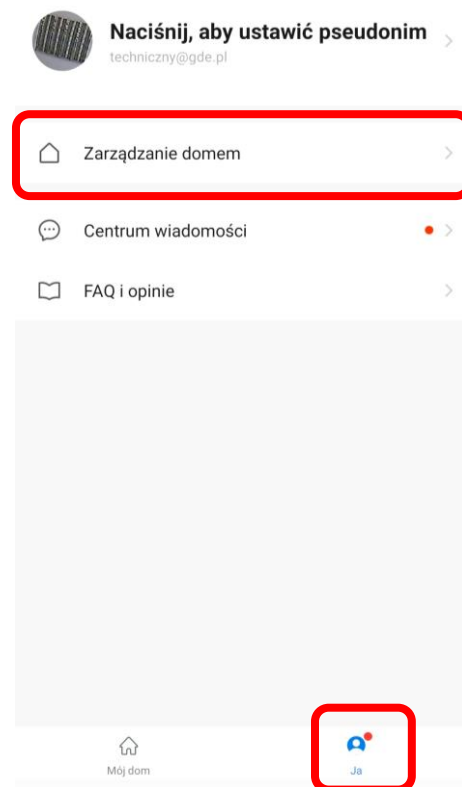 Naciśnij, aby ustawić pseudonim
techniczny@gde.pl
Zarządzanie domem
Centrum wiadomości
FAQ i opinie
Mój dom
Ja